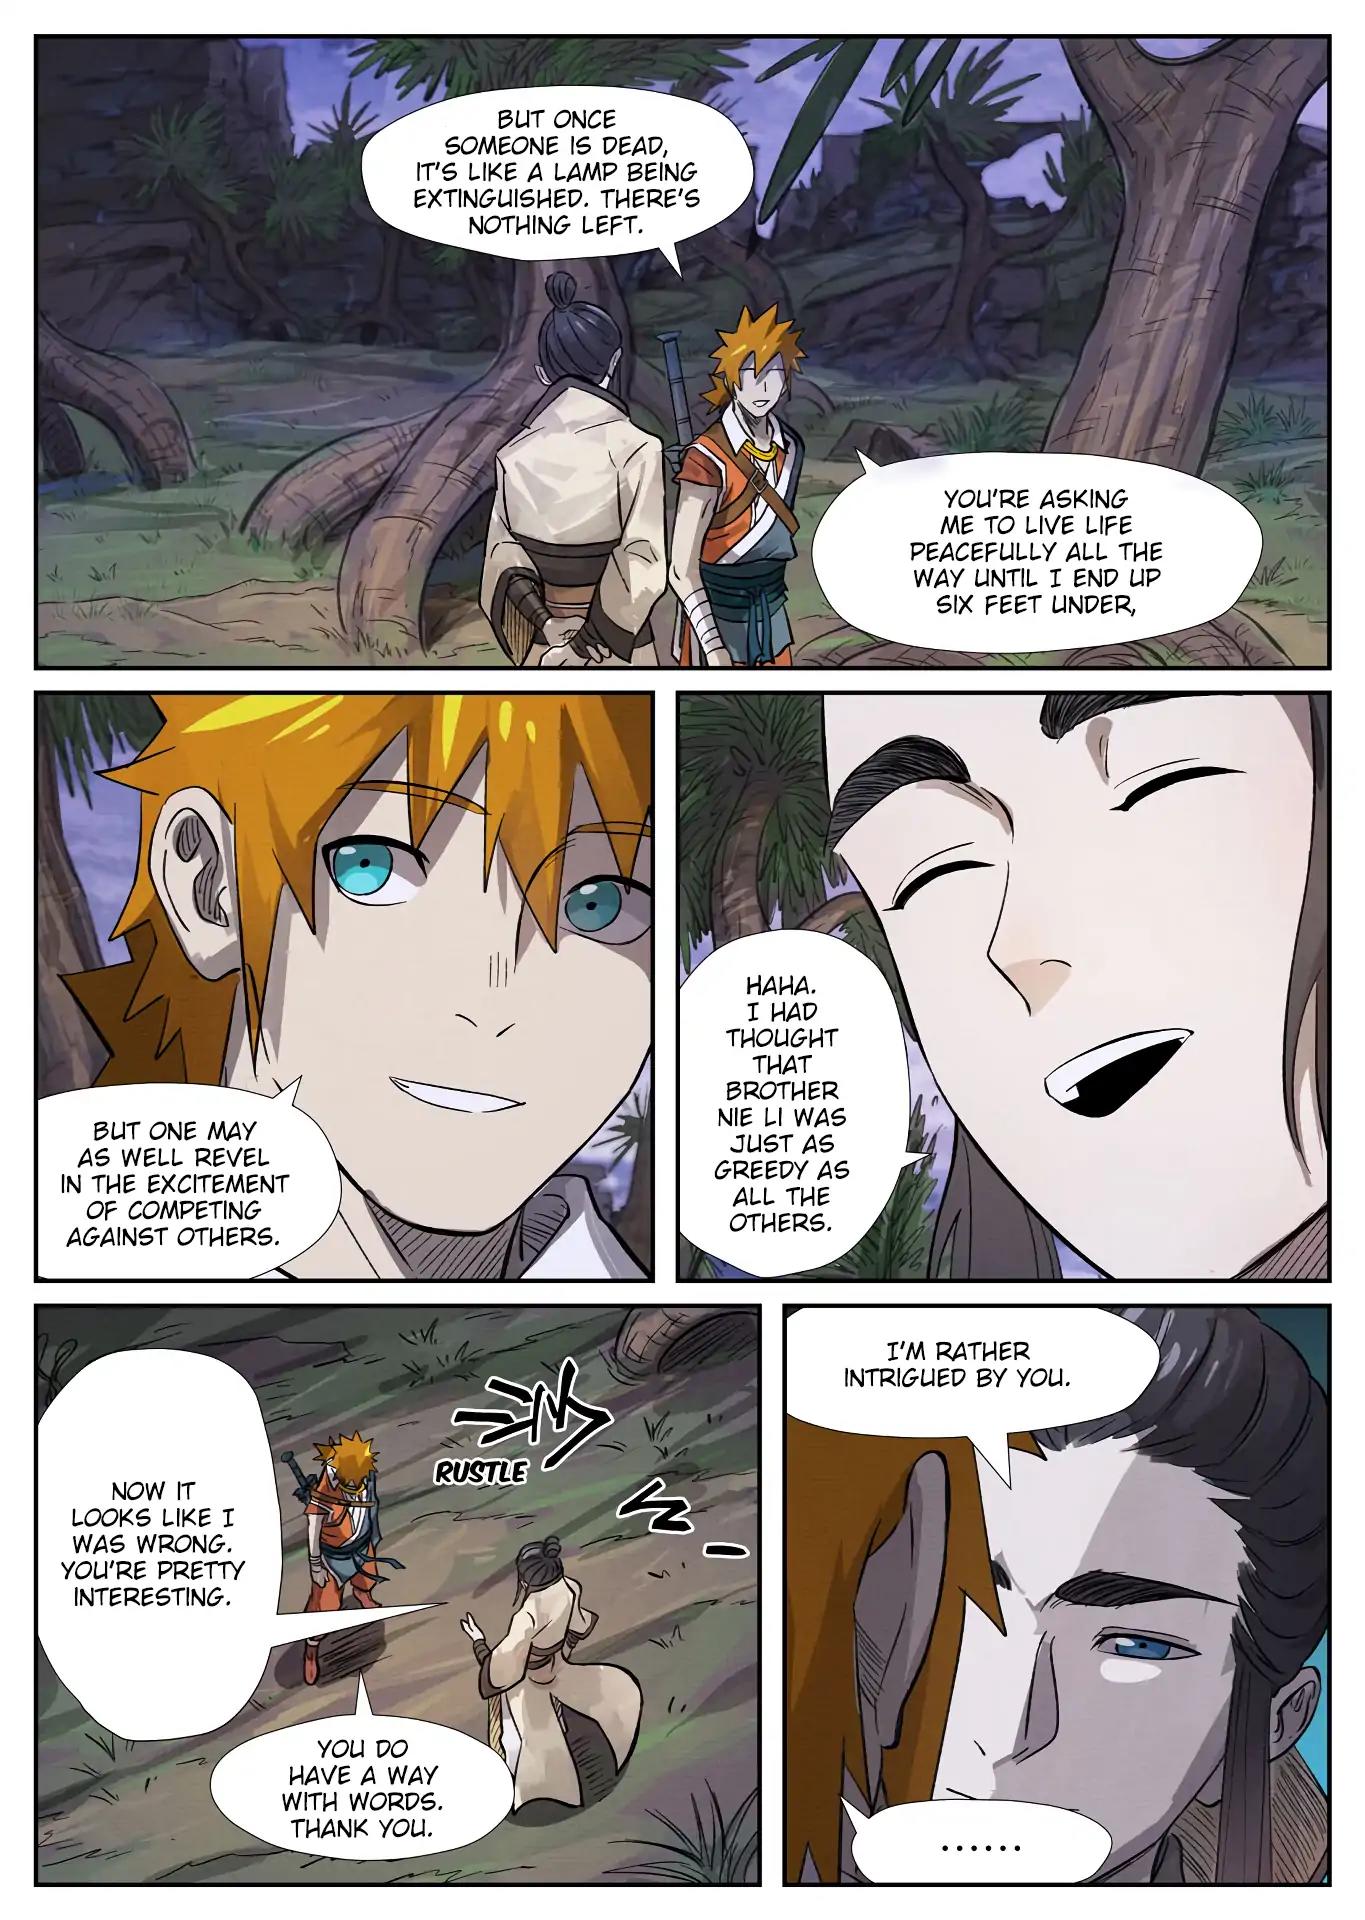 BUT ONCE
SOMEONE IS DEAD,
IT'S LIKE A LAMP BEING
EXTINGUISHED. THERE'S
NOTHING LEFT.
YOU'RE ASKING
ME TO LIVE LIFE
PEACEFULLY ALL THE
WAY UNTIL I END UP
SIX FEET UNDER,
BUT ONE MAY
AS WELL REVEL
IN THE EXCITEMENT
OF COMPETING
AGAINST OTHERS.
HAHA.
I HAD
THOUGHT
THAT
BROTHER
NIE LI WAS
JUST AS
GREEDY AS
ALL THE
OTHERS.
NOW IT
LOOKS LIKE I
WAS WRONG.
YOU'RE PRETTY
INTERESTING.
RUSTLE
YOU DO
HAVE A WAY
WITH WORDS.
THANK YOU.
I'M RATHER
INTRIGUED BY YOU.
......